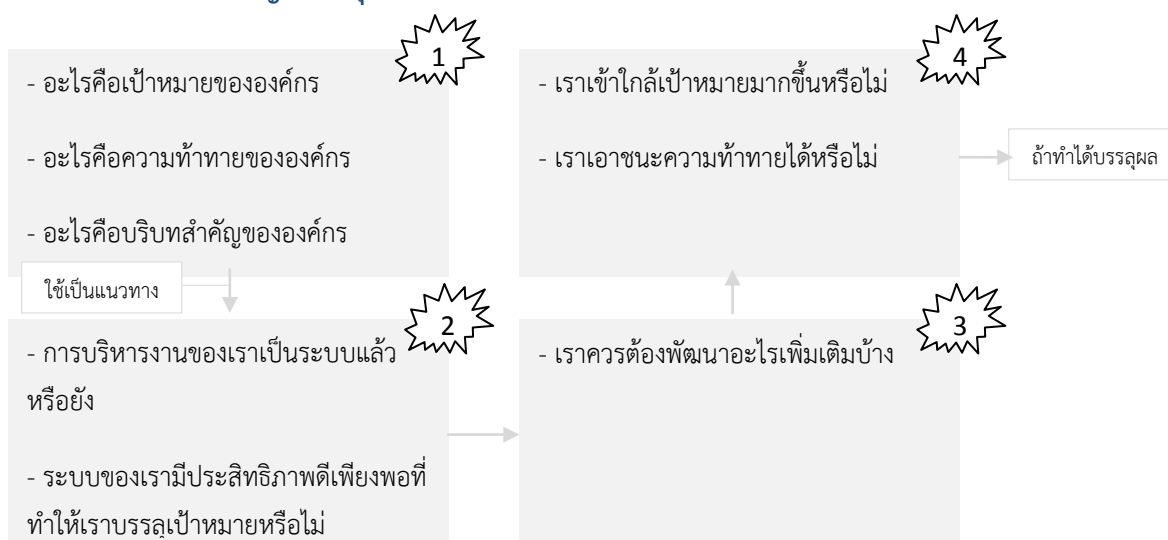 1
- อะไรคือเป้าหมายขององค์กร
- อะไรคือความท้าทายขององค์กร
- อะไรคือบริบทสำคัญขององค์กร
ใช้เป็นแนวทาง
2
- การบริหารงานของเราเป็นระบบแล้ว
หรือยัง
- ระบบของเรามีประสิทธิภาพดีเพียงพอที่
ทำให้เราบรรลุเป้าหมายหรือไม่
3
- เราควรต้องพัฒนาอะไรเพิ่มเติมบ้าง
4
- เราเข้าใกล้เป้าหมายมากขึ้นหรือไม่
- เราเอาชนะความท้าทายได้หรือไม่
ถ้าทำได้บรรลุผล